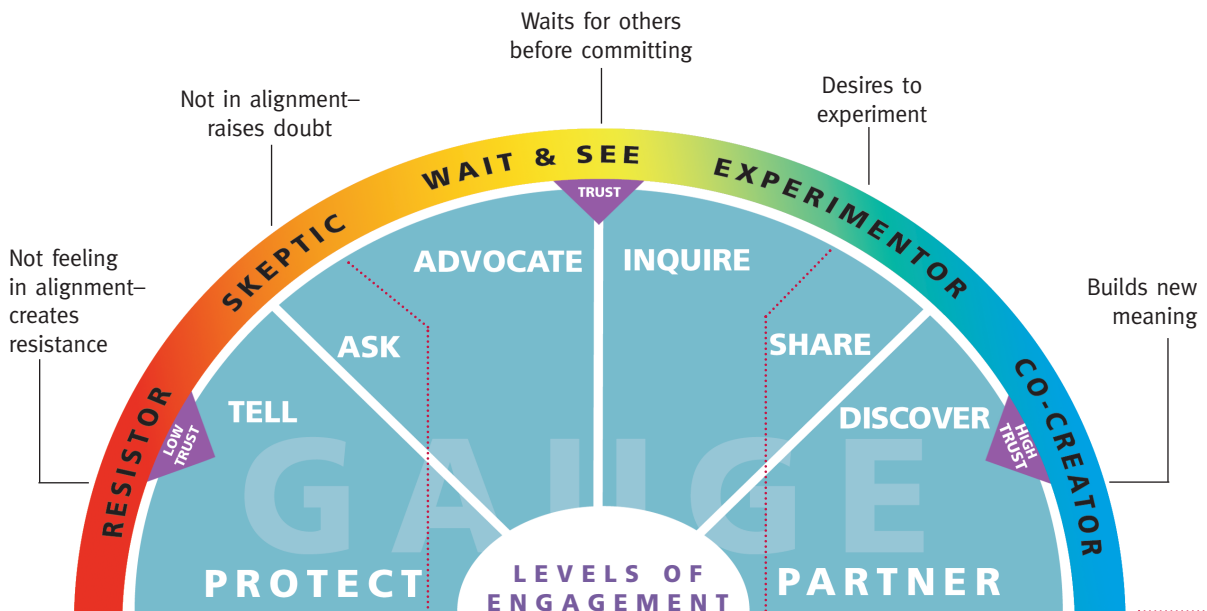 Waits for others
before committing
Not in alignment–
raises doubt
Desires to
experiment
Not feeling
in alignment–
creates
resistance
Builds new
meaning
RESISTOR
SKEPTIC
WAIT & SEE
EXPERIMENTOR
CO-CREATOR
LOW
TRUST
TRUST
HIGH
TRUST
TELL
ASK
ADVOCATE
INQUIRE
SHARE
DISCOVER
GAUGE
PROTECT
PARTNER
LEVELS OF
ENGAGEMENT